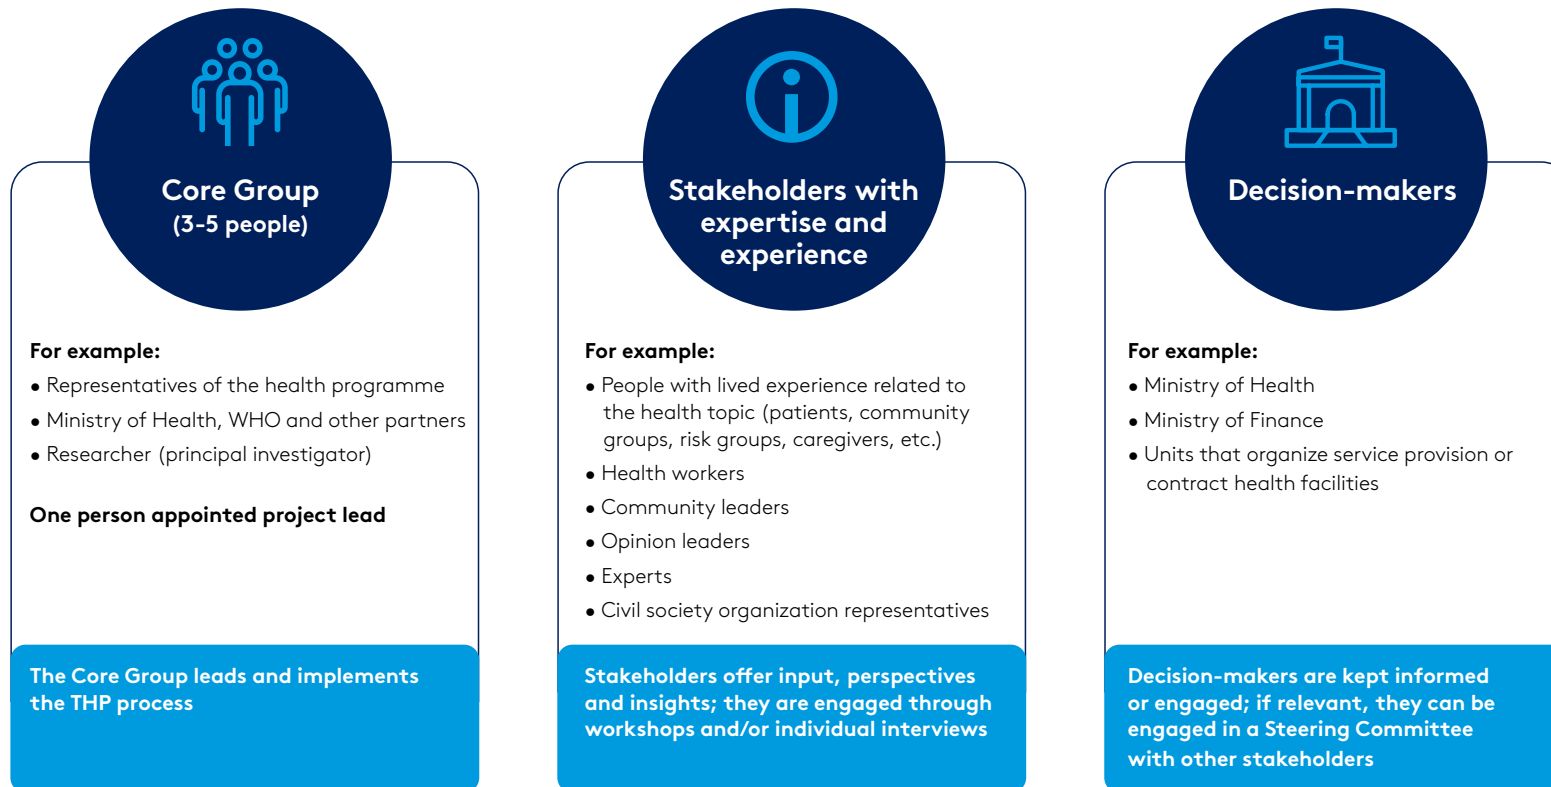 Core Group
(3-5 people)
For example:
• Representatives of the health programme
• Ministry of Health, WHO and other partners
• Researcher (principal investigator)
One person appointed project lead
The Core Group leads and implements
the THP process
Stakeholders with
expertise and
experience
For example:
• People with lived experience related to
the health topic (patients, community
groups, risk groups, caregivers, etc.)
• Health workers
• Community leaders
• Opinion leaders
• Experts
• Civil society organization representatives
Stakeholders offer input, perspectives
and insights; they are engaged through
workshops and/or individual interviews
Decision-makers
For example:
• Ministry of Health
• Ministry of Finance
• Units that organize service provision or
contract health facilities
Decision-makers are kept informed
or engaged; if relevant, they can be
engaged in a Steering Committee
with other stakeholders